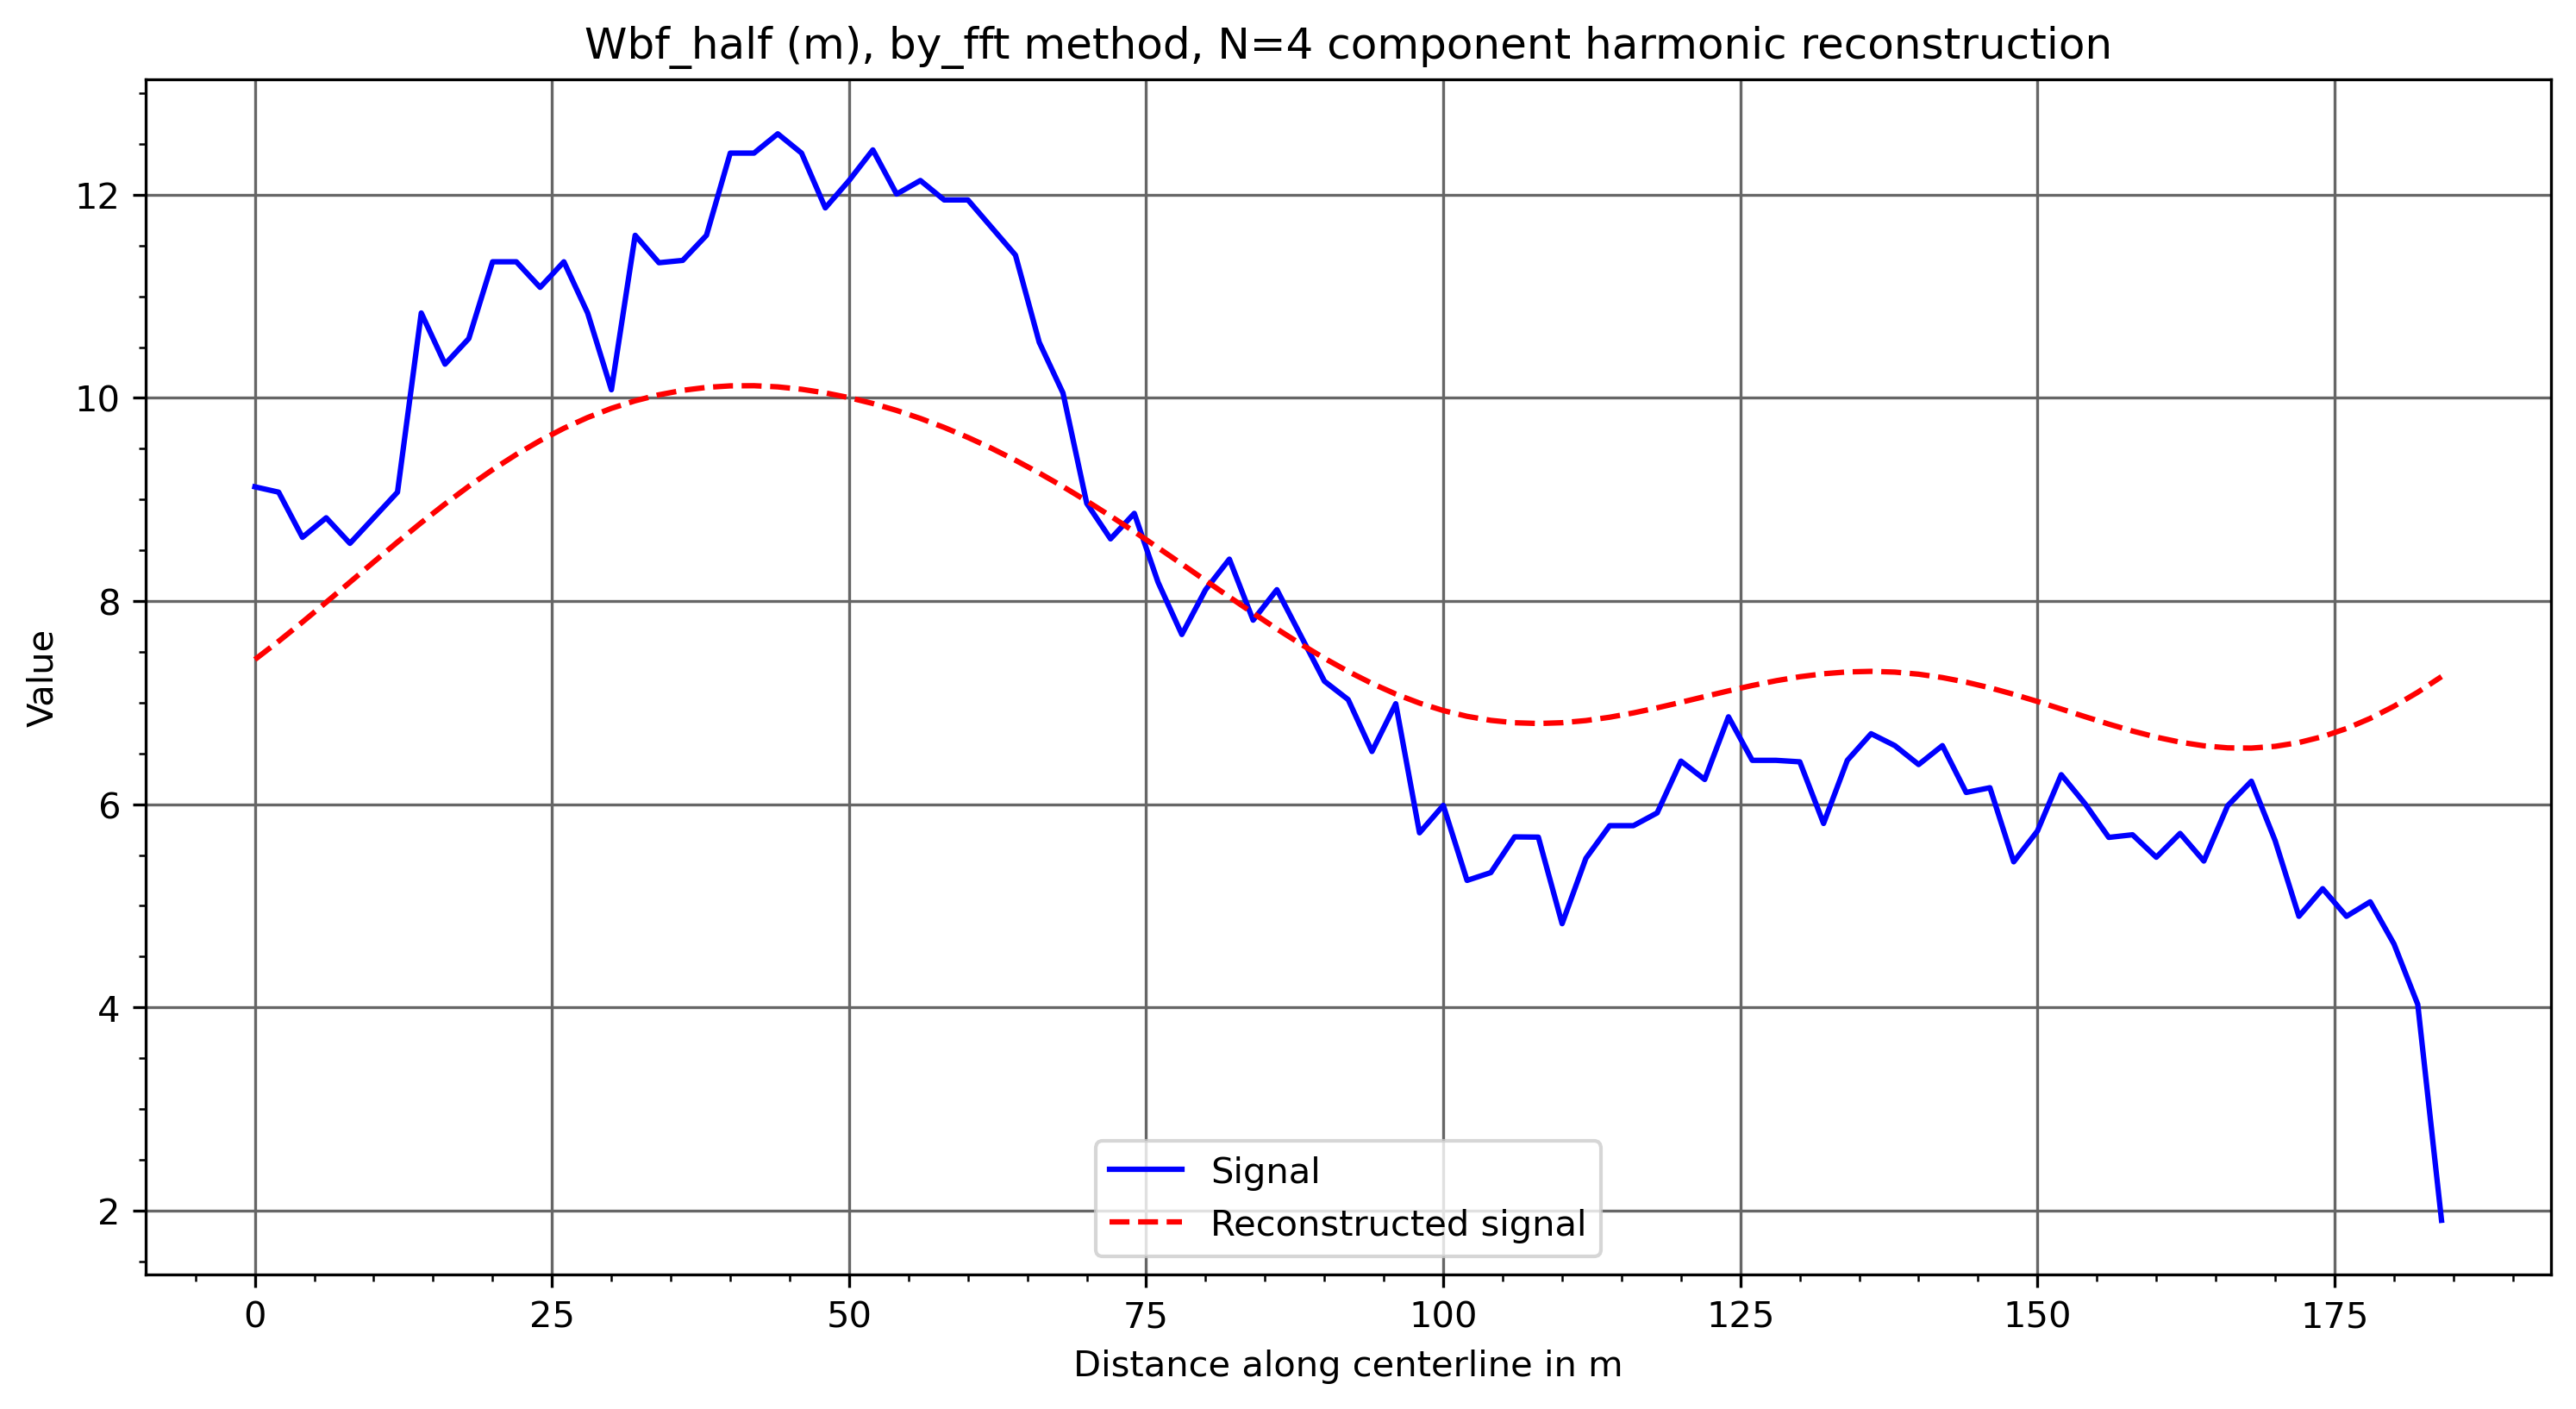 Wbf_half (m), by_fft method, N=4 component harmonic reconstruction
12
10
8
6
4
2
Value
Signal
Reconstructed signal
0 25 50 75 100 125 150 175
Distance along centerline in m